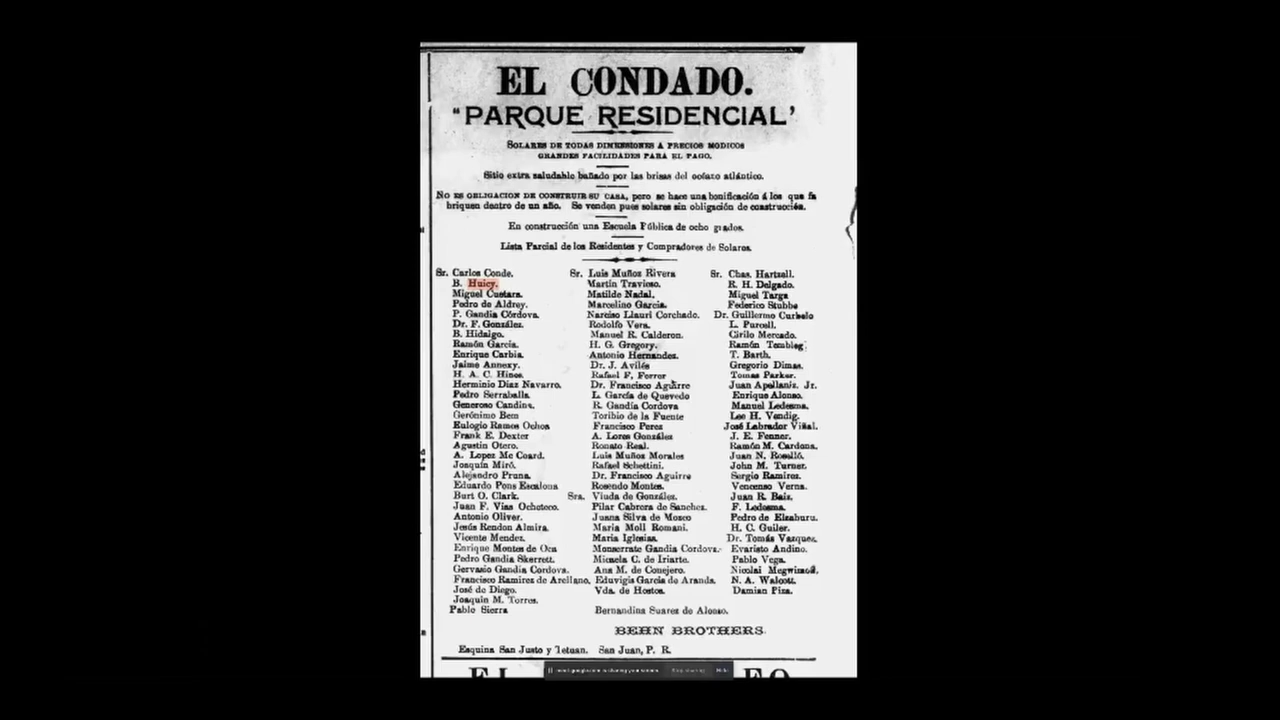 EL CONDADO.
"PARQUE RESIDENCIAL'
SOLARES DE TODAS DIMENSIONES A PRECIOS MODICOS
GRANDES FACILIDADES PARA EL PAGO.
Sitio extra saludable bañado por las brisas del océano atlántico.
NO ES OBLIGACION DE CONSTRUIR SU CASA, pero se hace una bonificación á los que fa
briquen dentro de un año. Se venden pues solares sin obligación de construcción.
En construcción una Escuela Pública de ocho grados.
Lista Parcial de los Residentes y Compradores de Solares.
Sr. Carlos Conde.
B. Huicy.
Miguel Cuetara.
Pedro de Aldrey.
P. Gandia Córdova.
Dr. F. González.
B. Hidalgo.
Ramón García.
Enrique Carbia.
Jaime Annexy.
H. A. C. Hines.
Herminio Diaz Navarro.
Pedro Serraballa.
Generoso Candina.
Gerónimo Bem
Eulogio Ramos Ochoa
Frank E. Dexter
Agustin Otero.
A. Lopez Mc Coard.
Joaquín Miró.
Alejandro Pruna.
Eduardo Pons Escalona
Burt O. Clark.
Juan F. Vias Ochoteco.
Antonio Oliver.
Jesús Rendon Almira.
Vicente Mendez.
Enrique Montes de Oca
Pedro Gandia Skerrett.
Gervasio Gandia Cordova.
Francisco Ramirez de Arellano,
José de Diego.
Joaquín M. Torres.
Pablo Sierra
Sr. Luis Muñoz Rivera
Martín Travieso.
Matilde Nadal.
Marcelino Garcia.
Narciso Llauri Corchado.
Rodolfo Vera.
Manuel R. Calderon.
H. G. Gregory.
Antonio Hernandes.
Dr. J. Avilés
Rafael F. Ferrer
Dr. Francisco Aguirre
L. García de Quevedo
R. Gandía Cordova
Toribio de la Fuente
Francisco Perez
A. Lores González
Ronato Real.
Luis Muñoz Morales
Rafael Schettini.
Dr. Francisco Aguirre
Rosendo Montes.
Sra. Viuda de González.
Pilar Cabrera de Sanchez.
Juana Silva de Mosco
Maria Moll Romani.
Maria Iglesias.
Monserrate Gandia Cordova.
Micaela C. de Iriarte.
Ana M. de Conejero.
Eduvigis Garcia de Aranda.
Vda. de Hostos.
Bernandina Suarez de Alonso.
Sr. Chas. Hartzell.
R. H. Delgado.
Miguel Targa
Federico Stubbe
Dr. Guillermo Curbelo
L. Purcell.
Cirilo Mercado.
Ramón
T. Barth.
Gregorio Dimas.
Tomas Parker.
Juan Apellaniz. Jr.
Enrique Alonso.
Manuel Ledesma.
Lee H. Vendig.
José Labrador Viñal.
J. E. Fenner.
Ramón M. Cardona.
Juan N. Roselló.
John M. Turner.
Sergio Ramirez.
Vencenso Verna.
Juan R. Baiz.
F. Ledesma.
Pedro de Elzaburu.
H. C. Guiler.
Dr. Tomás Vazquez.
Evaristo Andino.
Pablo Vega.
Nicolai
N. A. Walcott.
Damian Piza.
BEHN BROTHERS.
Esquina San Justo y Tetuan. San Juan, P. R.